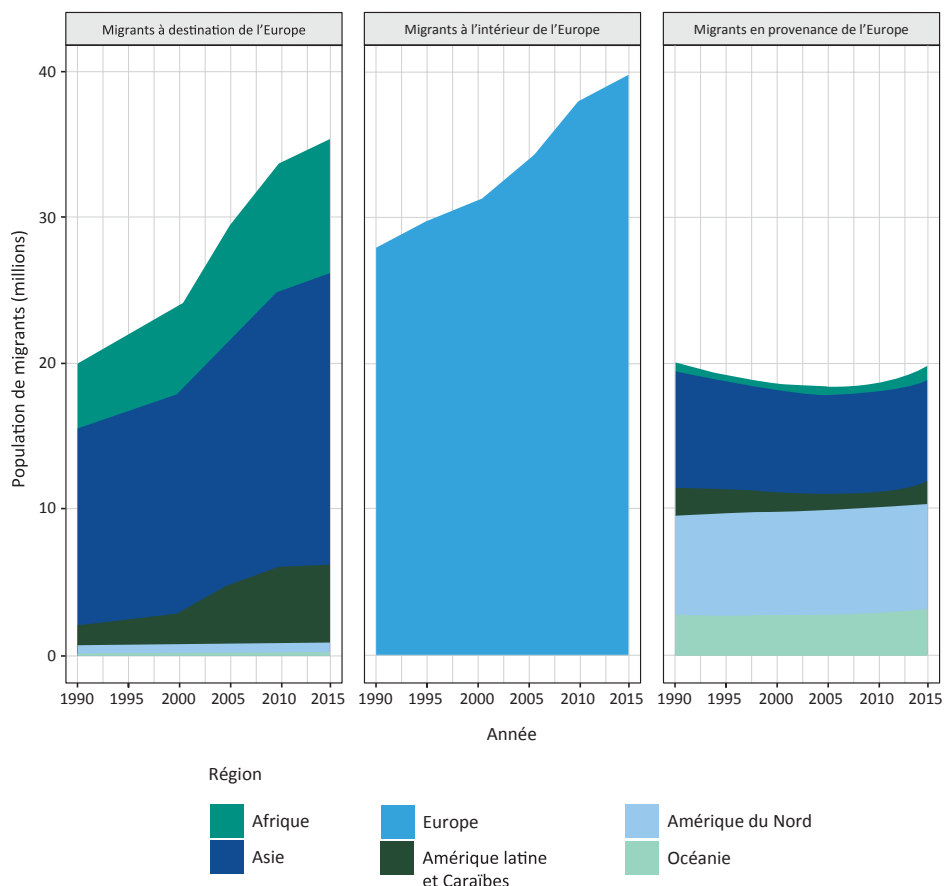 Migrants à destination de l'Europe
Migrants à l'intérieur de l'Europe
Migrants en provenance de l'Europe
Population de migrants (millions)
40
30
20
10
0
1990 1995 2000 2005 2010 2015
1990 1995 2000 2005 2010 2015
1990 1995 2000 2005 2010 2015
Année
Région
Afrique
Europe
Amérique du Nord
Asie
Amérique latine
et Caraïbes
Océanie